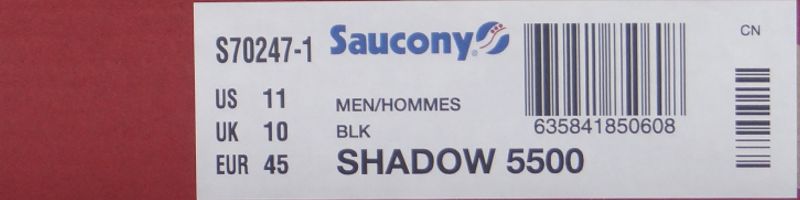 S70247-1
Saucony
CN
US 11
UK 10
EUR 45
MEN/HOMMES
BLK
SHADOW 5500
635841850608